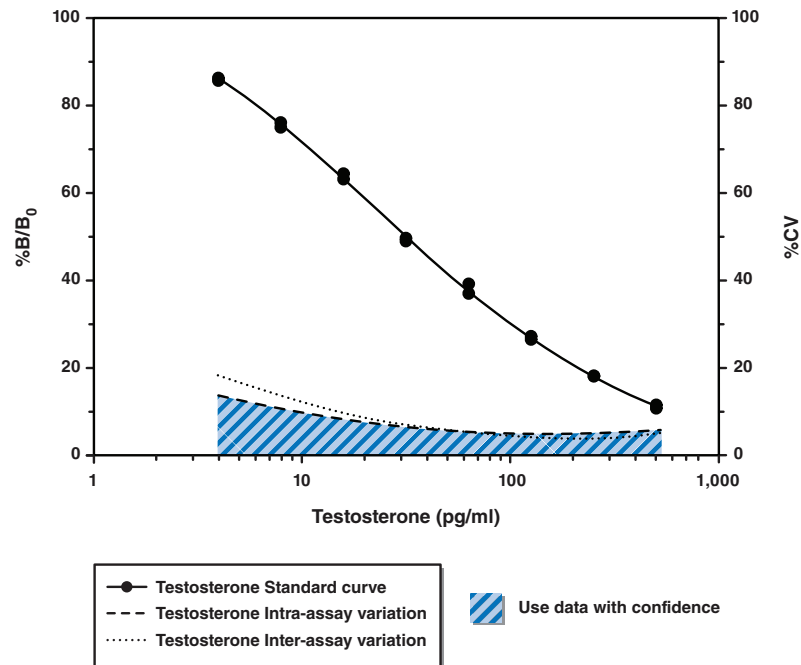 100
100
80
80
60
60
40
40
20
20
0
0
%B/B₀
%CV
1
10
100
1,000
Testosterone (pg/ml)
Testosterone Standard curve
Testosterone Intra-assay variation
Testosterone Inter-assay variation
Use data with confidence